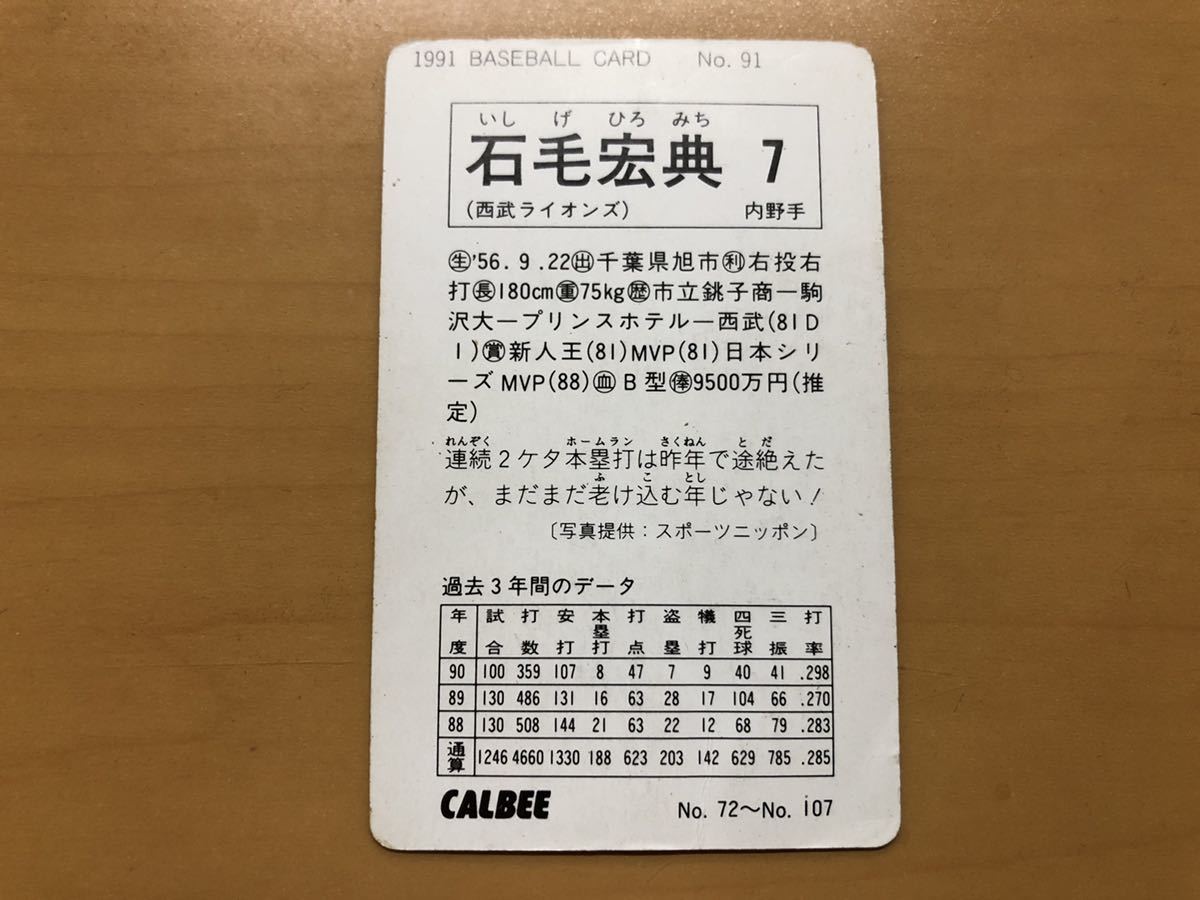 1991 BASEBALL CARD No. 91
いし げ ひろ みち
石毛宏典 7
(西武ライオンズ) 内野手
㊤'56. 9 .22㊦千葉県旭市㊒右投右
打㊑180cm㊮75kg㊭市立銚子商―駒
沢大―プリンスホテル―西武(81D
1)㊖新人王(81)MVP(81)日本シリ
ーズMVP(88)㊊B型㊝9500万円(推
定)
れんぞく ホームラン さくねん とだ
連続2ケタ本塁打は昨年で途絶えた
ふ こ とし
が、まだまだ老け込む年じゃない!
〔写真提供:スポーツニッポン〕
過去3年間のデータ
年度 試合 打数 安打 本塁打 打点 盗塁 犠打 四死球 三振 打率
90 100 359 107 8 47 7 9 40 41 .298
89 130 486 131 16 63 28 17 104 66 .270
88 130 508 144 21 63 22 12 68 79 .283
通算 1246 4660 1330 188 623 203 142 629 785 .285
CALBEE No. 72〜No. 107